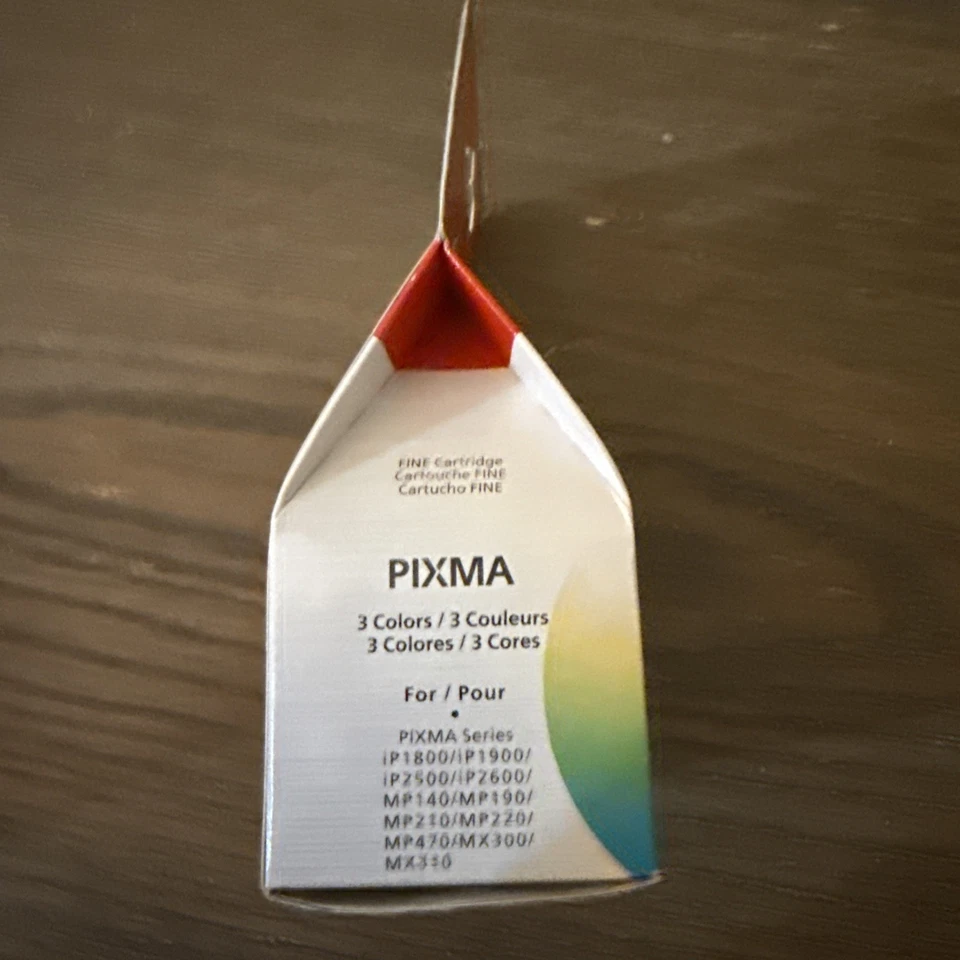 FINE Cartridge
Cartouche FINE
Cartucho FINE
PIXMA
3 Colors / 3 Couleurs
3 Colores / 3 Cores
For / Pour
•
PIXMA Series
iP1800/iP1900/
iP2500/iP2600/
MP140/MP190/
MP210/MP220/
MP470/MX300/
MX310